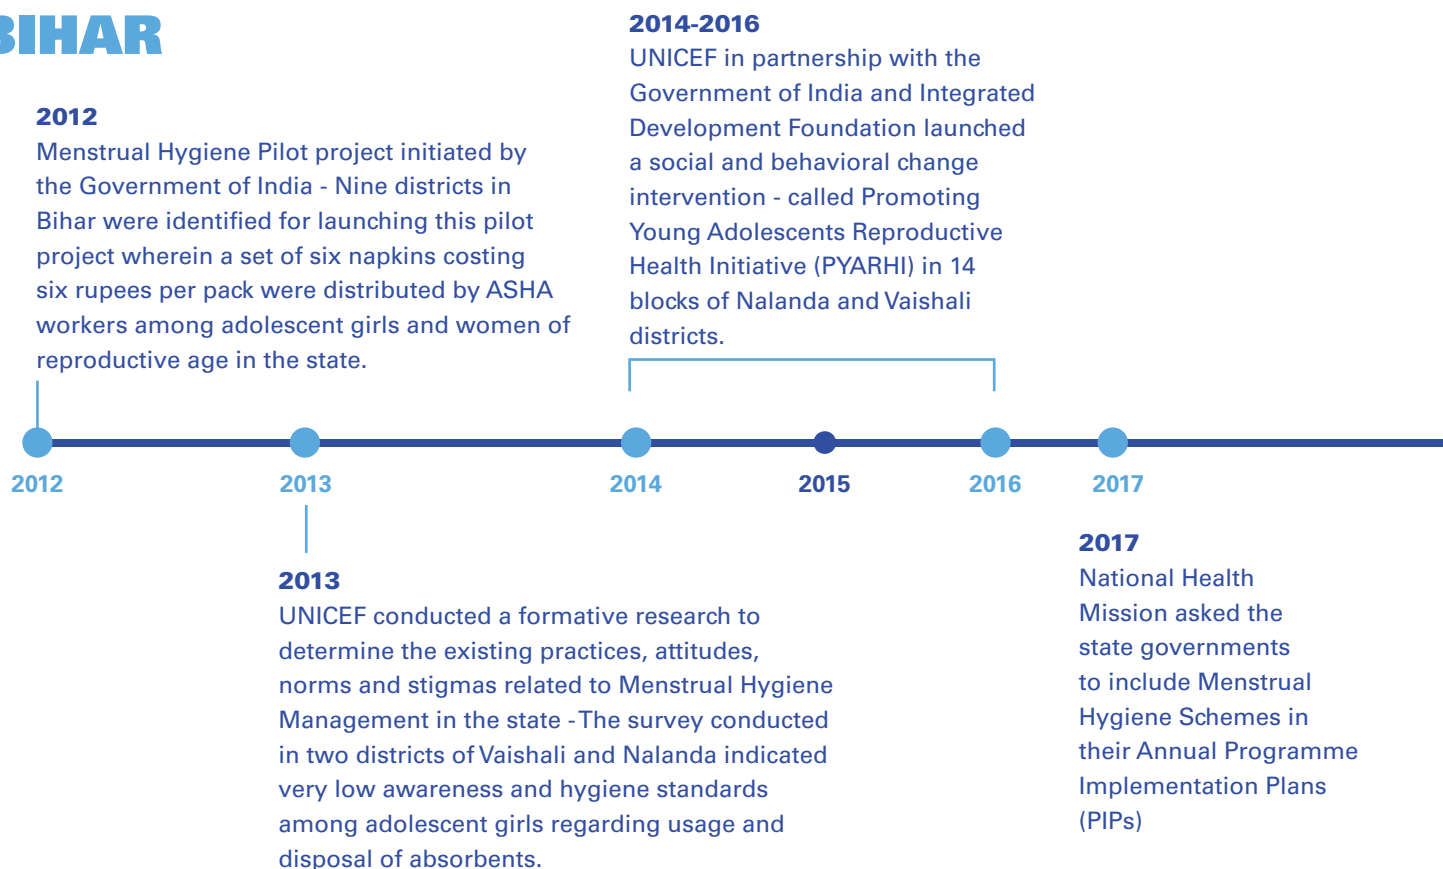 BIHAR
2012
Menstrual Hygiene Pilot project initiated by
the Government of India - Nine districts in
Bihar were identified for launching this pilot
project wherein a set of six napkins costing
six rupees per pack were distributed by ASHA
workers among adolescent girls and women of
reproductive age in the state.
2014-2016
UNICEF in partnership with the
Government of India and Integrated
Development Foundation launched
a social and behavioral change
intervention - called Promoting
Young Adolescents Reproductive
Health Initiative (PYARHI) in 14
blocks of Nalanda and Vaishali
districts.
2012 2013 2014 2015 2016 2017
2013
UNICEF conducted a formative research to
determine the existing practices, attitudes,
norms and stigmas related to Menstrual Hygiene
Management in the state - The survey conducted
in two districts of Vaishali and Nalanda indicated
very low awareness and hygiene standards
among adolescent girls regarding usage and
disposal of absorbents.
2017
National Health
Mission asked the
state governments
to include Menstrual
Hygiene Schemes in
their Annual Programme
Implementation Plans
(PIPs)